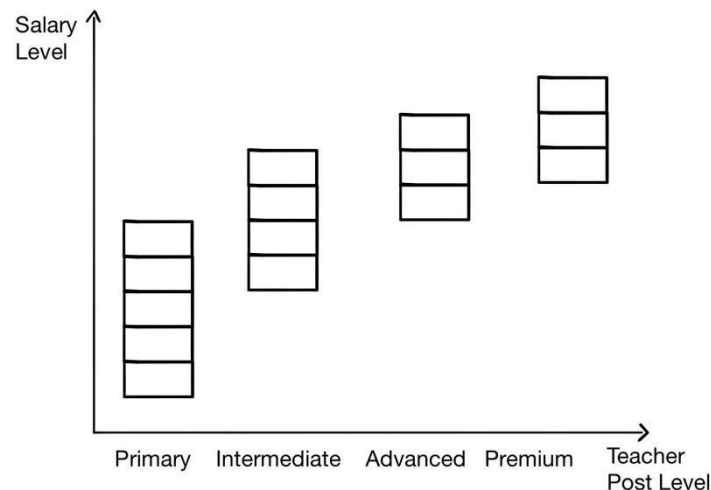 Salary
Level
Primary
Intermediate
Advanced
Premium
Teacher
Post Level